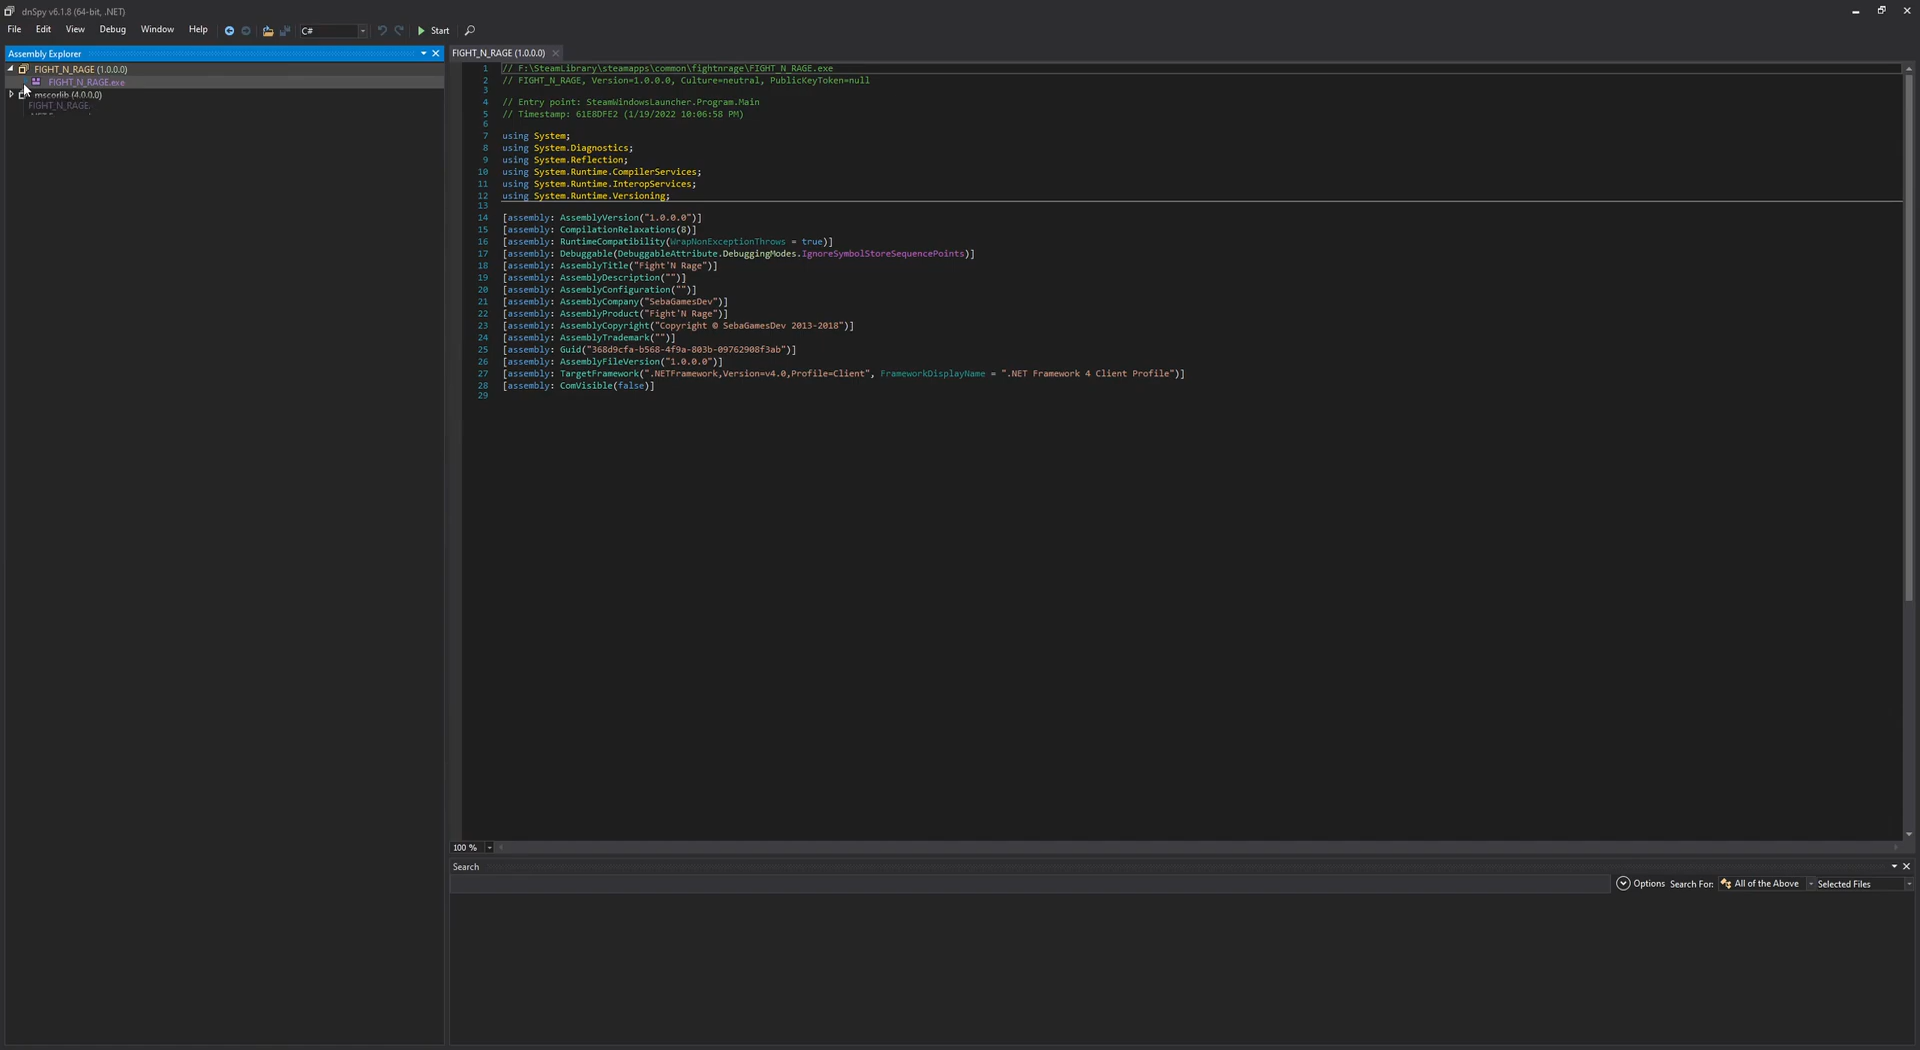 dnSpy v6.1.8 (64-bit, .NET)
File Edit View Debug Window Help C# Start
Assembly Explorer
FIGHT_N_RAGE (1.0.0.0)
FIGHT_N_RAGE.exe
mscorlib (4.0.0.0)
FIGHT_N_RAGE.
FIGHT_N_RAGE (1.0.0.0)
1 // F:\SteamLibrary\steamapps\common\fightnrage\FIGHT_N_RAGE.exe
2 // FIGHT_N_RAGE, Version=1.0.0.0, Culture=neutral, PublicKeyToken=null
3
4 // Entry point: SteamWindowsLauncher.Program.Main
5 // Timestamp: 61E8DFE2 (1/19/2022 10:06:58 PM)
6
7 using System;
8 using System.Diagnostics;
9 using System.Reflection;
10 using System.Runtime.CompilerServices;
11 using System.Runtime.InteropServices;
12 using System.Runtime.Versioning;
13
14 [assembly: AssemblyVersion("1.0.0.0")]
15 [assembly: CompilationRelaxations(8)]
16 [assembly: RuntimeCompatibility(WrapNonExceptionThrows = true)]
17 [assembly: Debuggable(DebuggableAttribute.DebuggingModes.IgnoreSymbolStoreSequencePoints)]
18 [assembly: AssemblyTitle("Fight'N Rage")]
19 [assembly: AssemblyDescription("")]
20 [assembly: AssemblyConfiguration("")]
21 [assembly: AssemblyCompany("SebaGamesDev")]
22 [assembly: AssemblyProduct("Fight'N Rage")]
23 [assembly: AssemblyCopyright("Copyright © SebaGamesDev 2013-2018")]
24 [assembly: AssemblyTrademark("")]
25 [assembly: Guid("368d9cfa-b568-4f9a-803b-09762908f3ab")]
26 [assembly: AssemblyFileVersion("1.0.0.0")]
27 [assembly: TargetFramework(".NETFramework,Version=v4.0,Profile=Client", FrameworkDisplayName = ".NET Framework 4 Client Profile")]
28 [assembly: ComVisible(false)]
29
100 %
Search
Options Search For: All of the Above Selected Files